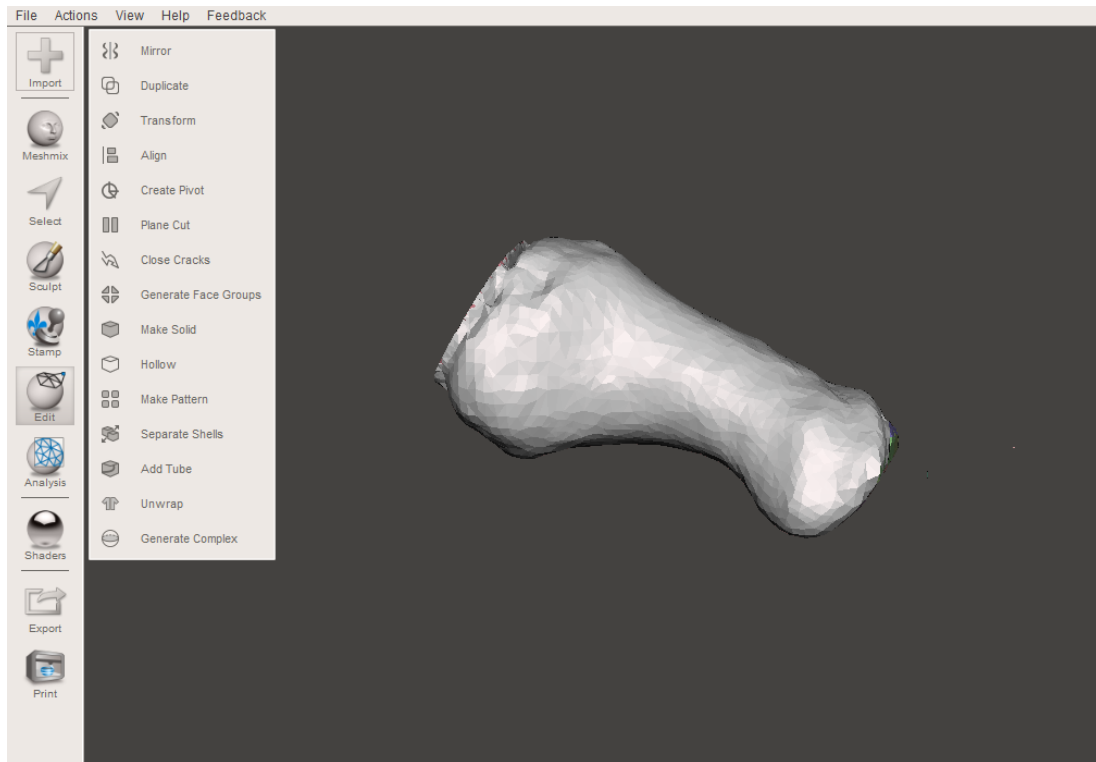 File Actions View Help Feedback
Import
Meshmix
Select
Sculpt
Stamp
Edit
Analysis
Shaders
Export
Print
Mirror
Duplicate
Transform
Align
Create Pivot
Plane Cut
Close Cracks
Generate Face Groups
Make Solid
Hollow
Make Pattern
Separate Shells
Add Tube
Unwrap
Generate Complex